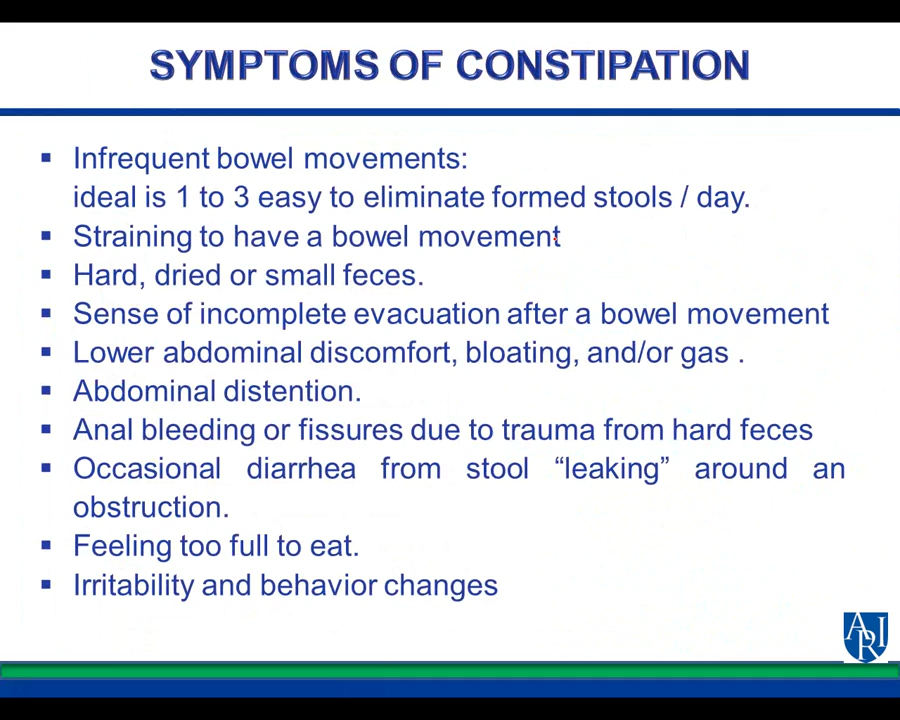 SYMPTOMS OF CONSTIPATION
▪ Infrequent bowel movements:
ideal is 1 to 3 easy to eliminate formed stools / day.
▪ Straining to have a bowel movement
▪ Hard, dried or small feces.
▪ Sense of incomplete evacuation after a bowel movement
▪ Lower abdominal discomfort, bloating, and/or gas .
▪ Abdominal distention.
▪ Anal bleeding or fissures due to trauma from hard feces
▪ Occasional diarrhea from stool “leaking” around an
obstruction.
▪ Feeling too full to eat.
▪ Irritability and behavior changes
ARI